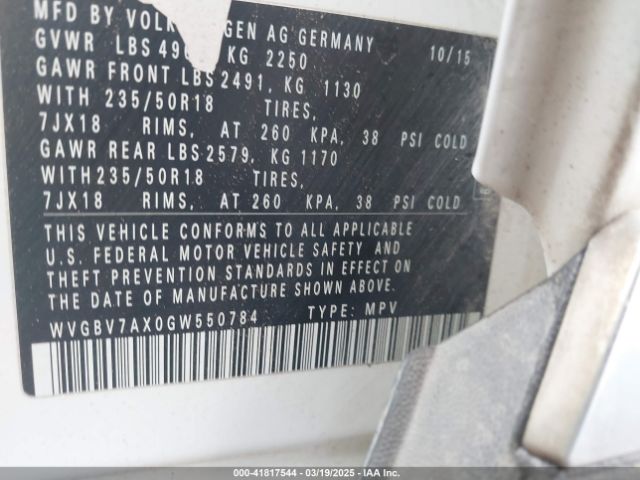 MFD BY GEN AG GERMANY 10/15
GVWR LBS KG 2250
GAWR FRONT LBS 2491, KG 1130
WITH 235/50R18 TIRES,
7JX18 RIMS, AT 260 KPA, 38 PSI COLD
GAWR REAR LBS 2579, KG 1170
WITH 235/50R18 TIRES,
7JX18 RIMS, AT 260 KPA, 38 PSI COLD
THIS VEHICLE CONFORMS TO ALL APPLICABLE
U.S. FEDERAL MOTOR VEHICLE SAFETY AND
THEFT PREVENTION STANDARDS IN EFFECT ON
THE DATE OF MANUFACTURE SHOWN ABOVE.
WVGBV7AX0GW550784 TYPE: MPV
000-41817544 — 03/19/2025 — IAA Inc.